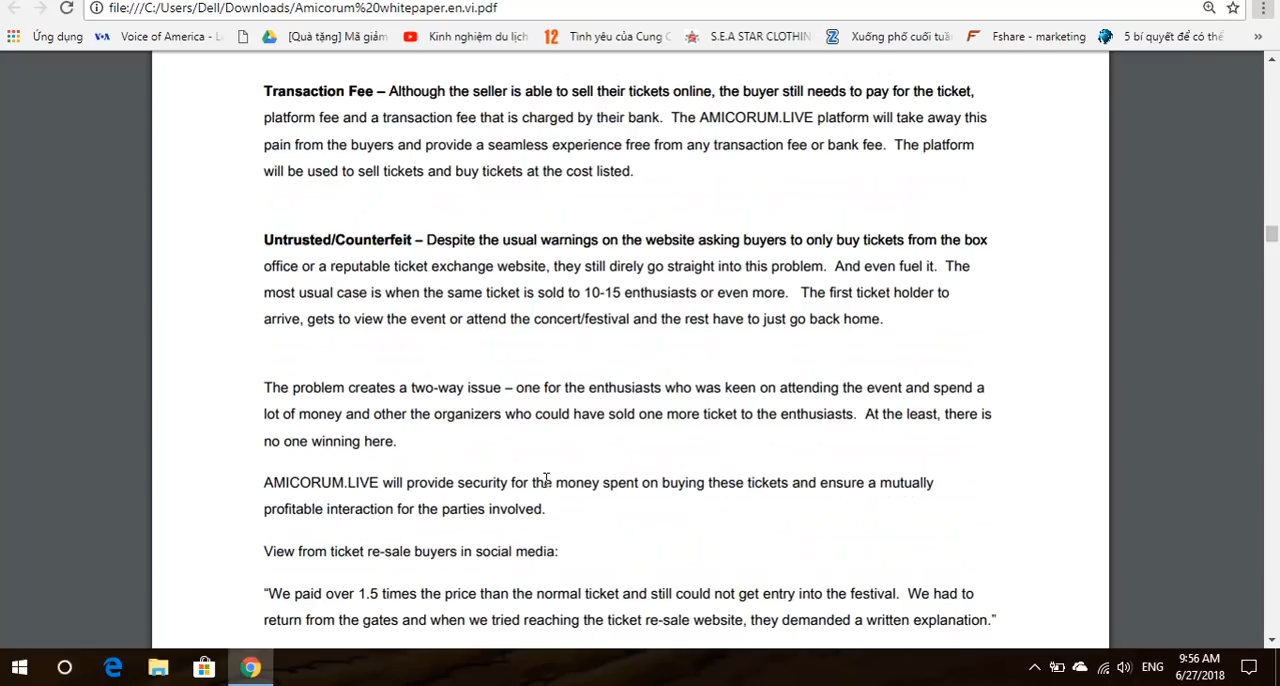 file:///C:/Users/Dell/Downloads/Amicorum%20whitepaper.en.vi.pdf
Ứng dụng Voice of America - L [Quà tặng] Mã giảm Kinh nghiệm du lịch 12 Tình yêu của Cung C S.E.A STAR CLOTHIN Xuống phố cuối tuần Fshare - marketing 5 bí quyết để có thể »
Transaction Fee – Although the seller is able to sell their tickets online, the buyer still needs to pay for the ticket,
platform fee and a transaction fee that is charged by their bank. The AMICORUM.LIVE platform will take away this
pain from the buyers and provide a seamless experience free from any transaction fee or bank fee. The platform
will be used to sell tickets and buy tickets at the cost listed.
Untrusted/Counterfeit – Despite the usual warnings on the website asking buyers to only buy tickets from the box
office or a reputable ticket exchange website, they still direly go straight into this problem. And even fuel it. The
most usual case is when the same ticket is sold to 10-15 enthusiasts or even more. The first ticket holder to
arrive, gets to view the event or attend the concert/festival and the rest have to just go back home.
The problem creates a two-way issue – one for the enthusiasts who was keen on attending the event and spend a
lot of money and other the organizers who could have sold one more ticket to the enthusiasts. At the least, there is
no one winning here.
AMICORUM.LIVE will provide security for the money spent on buying these tickets and ensure a mutually
profitable interaction for the parties involved.
View from ticket re-sale buyers in social media:
“We paid over 1.5 times the price than the normal ticket and still could not get entry into the festival. We had to
return from the gates and when we tried reaching the ticket re-sale website, they demanded a written explanation.”
ENG
9:56 AM
6/27/2018